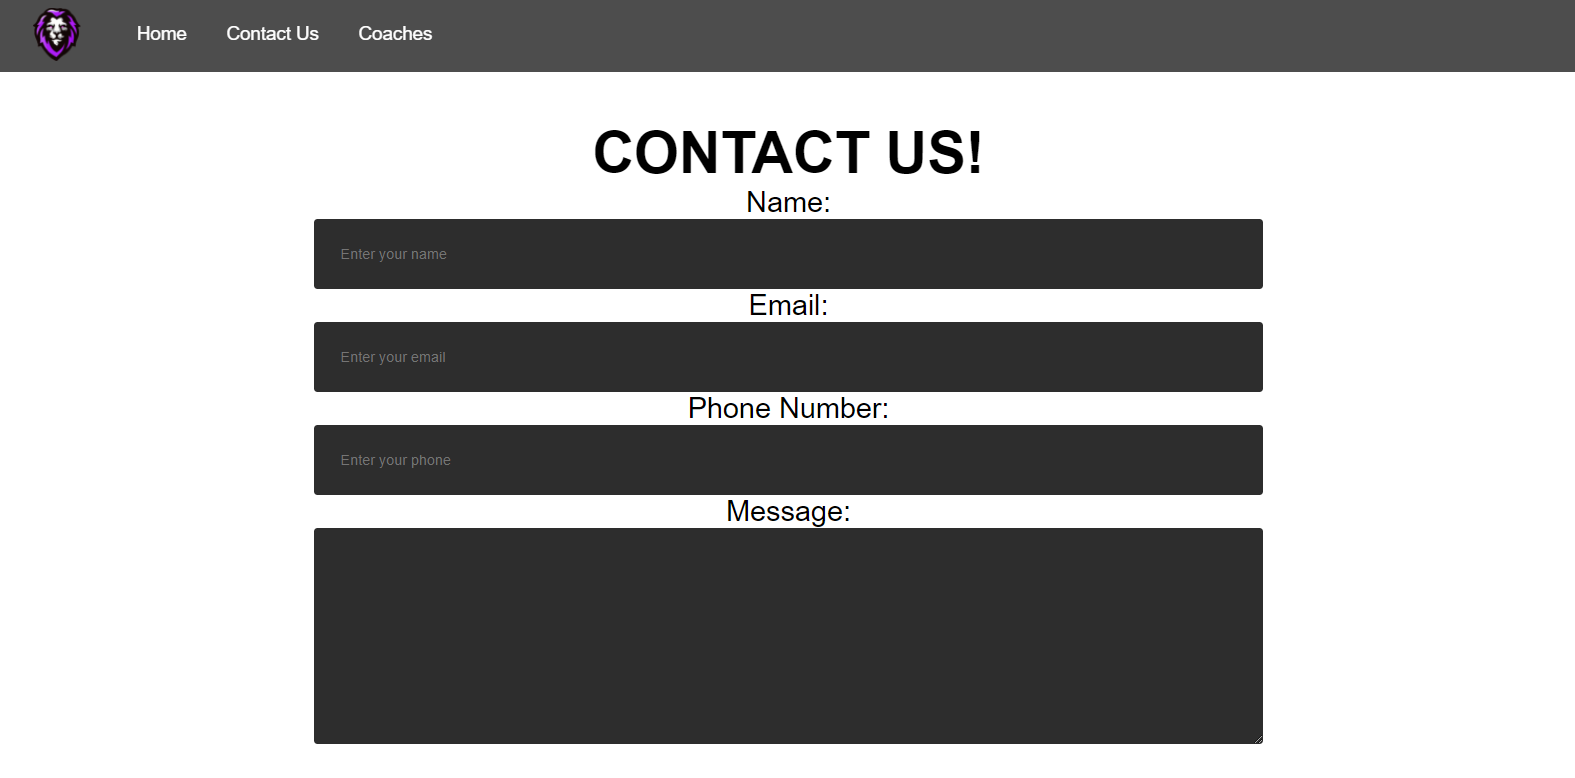 Home Contact Us Coaches
CONTACT US!
Name:
Enter your name
Email:
Enter your email
Phone Number:
Enter your phone
Message: